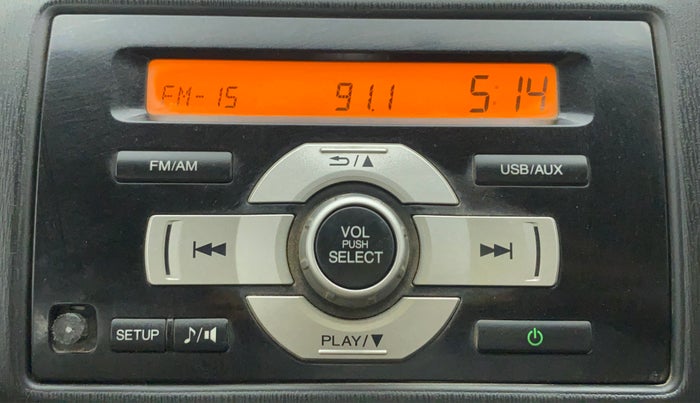 FM-15 91.1 5:14
FM/AM
USB/AUX
VOL
PUSH
SELECT
SETUP
PLAY/